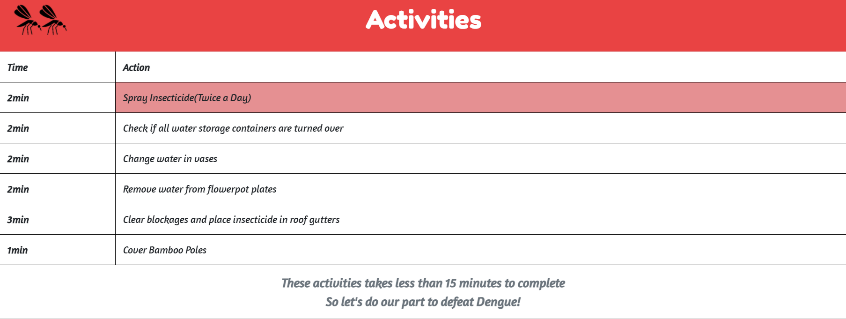 Activities
Time Action
2min Spray Insecticide(Twice a Day)
2min Check if all water storage containers are turned over
2min Change water in vases
2min Remove water from flowerpot plates
3min Clear blockages and place insecticide in roof gutters
1min Cover Bamboo Poles
These activities takes less than 15 minutes to complete
So let's do our part to defeat Dengue!